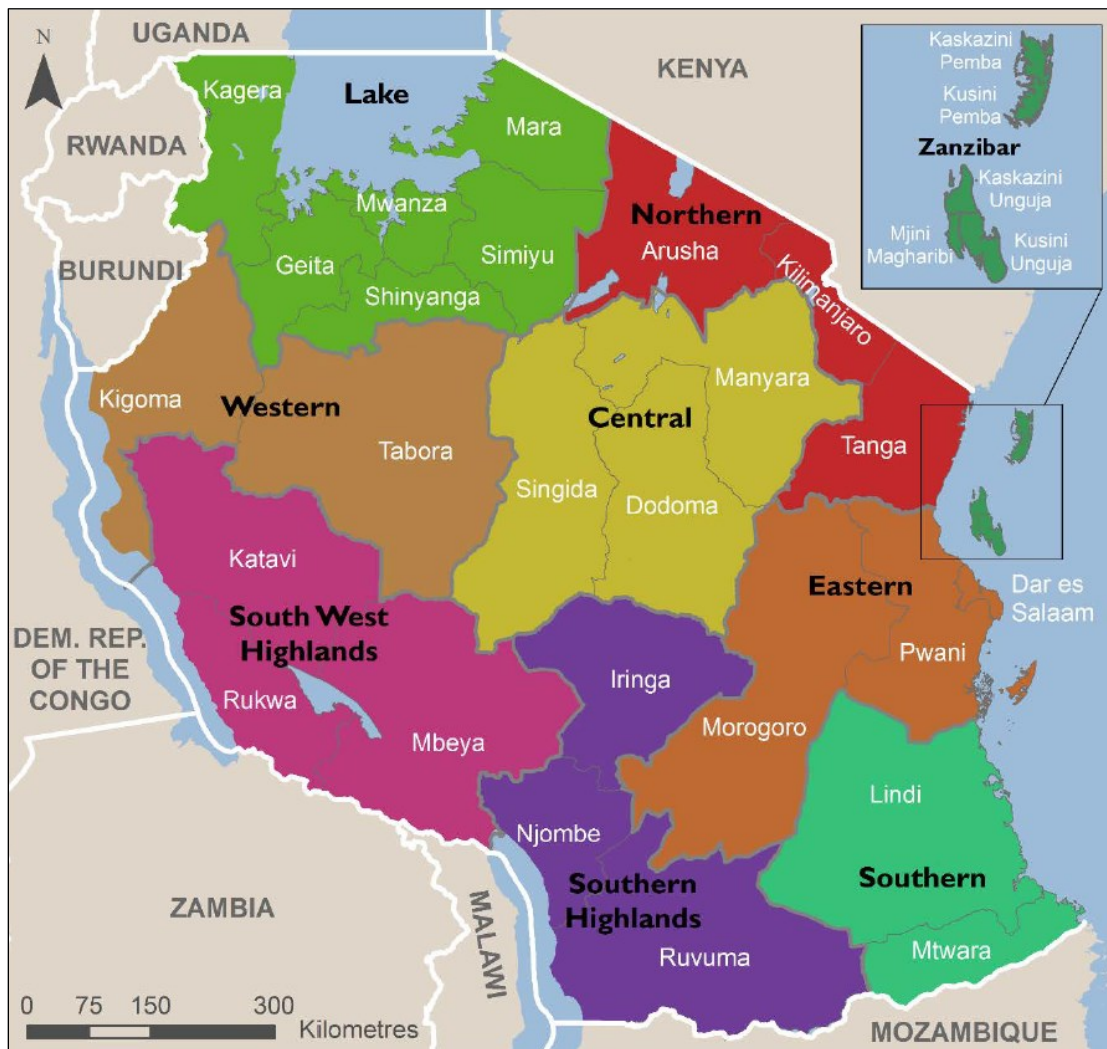 N
UGANDA
KENYA
RWANDA
BURUNDI
DEM. REP.
OF THE
CONGO
ZAMBIA
MALAWI
MOZAMBIQUE
Lake
Kagera
Mara
Mwanza
Geita
Simiyu
Shinyanga
Northern
Arusha
Kilimanjaro
Tanga
Western
Kigoma
Tabora
Central
Manyara
Singida
Dodoma
South West
Highlands
Katavi
Rukwa
Mbeya
Eastern
Dar es
Salaam
Pwani
Morogoro
Iringa
Njombe
Southern
Highlands
Ruvuma
Lindi
Southern
Mtwara
Kaskazini
Pemba
Kusini
Pemba
Zanzibar
Kaskazini
Unguja
Mjini
Magharibi
Kusini
Unguja
0 75 150 300
Kilometres